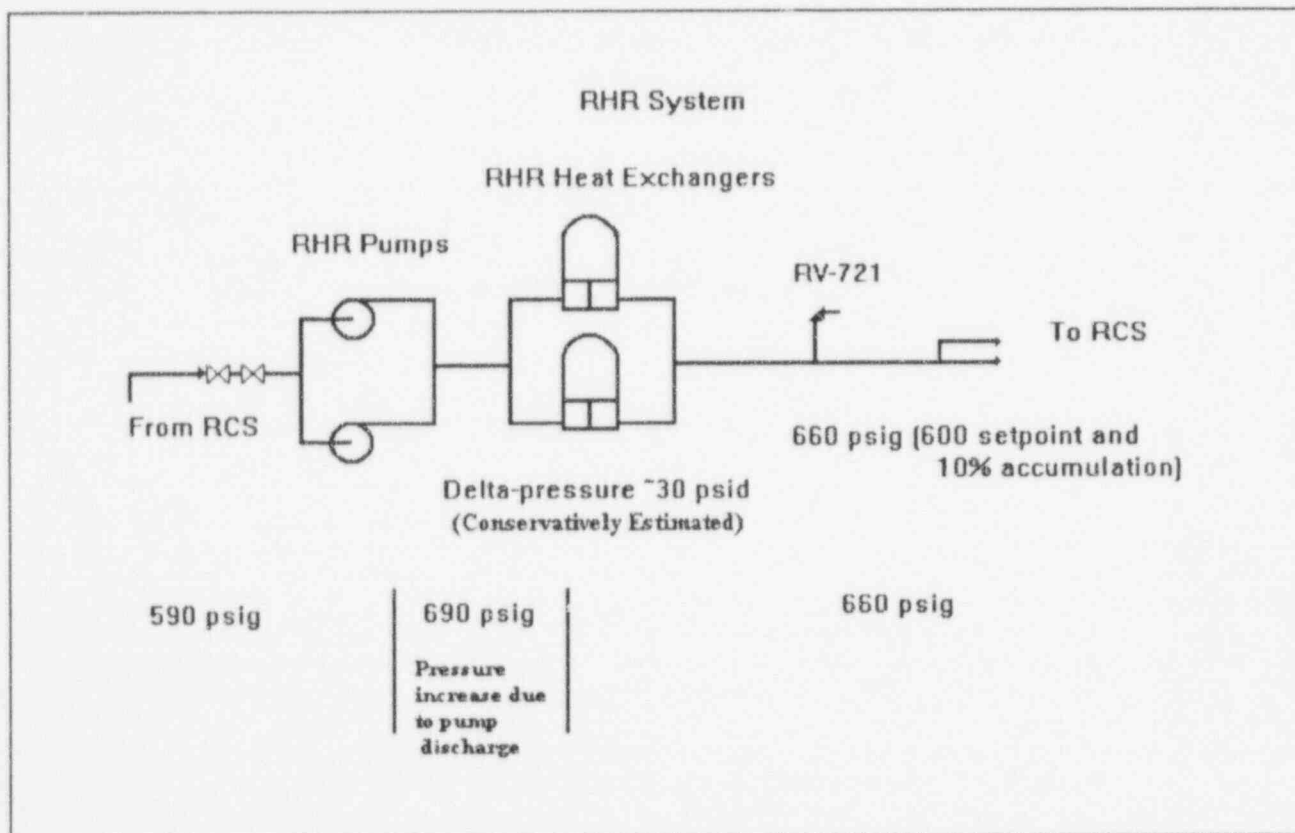 RHR System
RHR Heat Exchangers
RHR Pumps
RV-721
To RCS
From RCS
660 psig (600 setpoint and
10% accumulation)
Delta-pressure ~30 psid
(Conservatively Estimated)
590 psig
690 psig
660 psig
Pressure
increase due
to pump
discharge